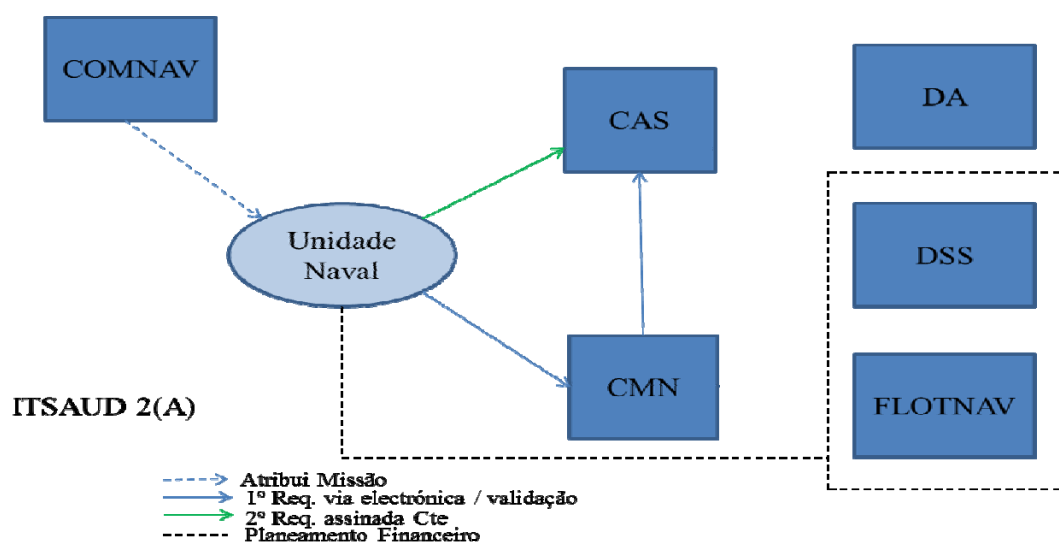 COMNAV
CAS
DA
Unidade
Naval
DSS
CMN
FLOTNAV
ITSAUD 2(A)
Atribui Missão
1º Req. via electrónica / validação
2º Req. assinada Cte
Planeamento Financeiro